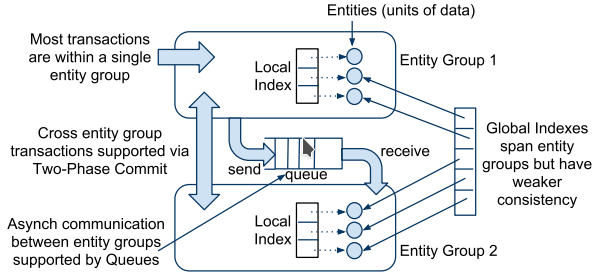 Entities (units of data)
Most transactions
are within a single
entity group
Local
Index
Entity Group 1
Cross entity group
transactions supported via
Two-Phase Commit
send
queue
receive
Global Indexes
span entity
groups but have
weaker
consistency
Asynch communication
between entity groups
supported by Queues
Local
Index
Entity Group 2